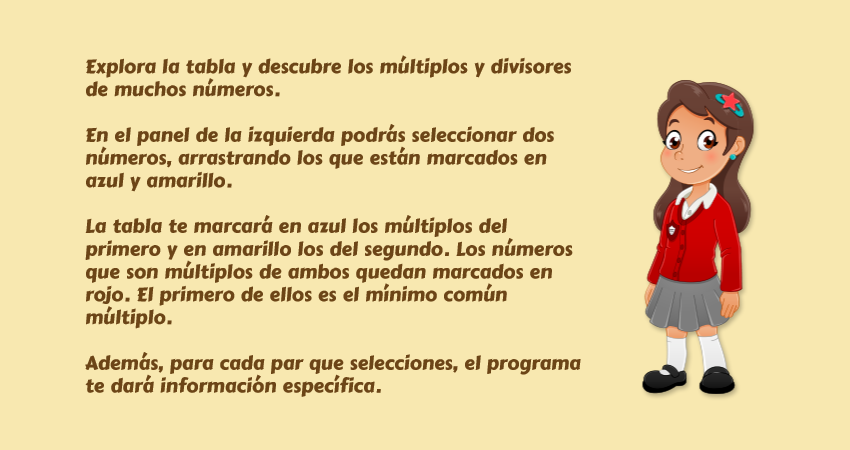 Explora la tabla y descubre los múltiplos y divisores
de muchos números.
En el panel de la izquierda podrás seleccionar dos
números, arrastrando los que están marcados en
azul y amarillo.
La tabla te marcará en azul los múltiplos del
primero y en amarillo los del segundo. Los números
que son múltiplos de ambos quedan marcados en
rojo. El primero de ellos es el mínimo común
múltiplo.
Además, para cada par que selecciones, el programa
te dará información específica.